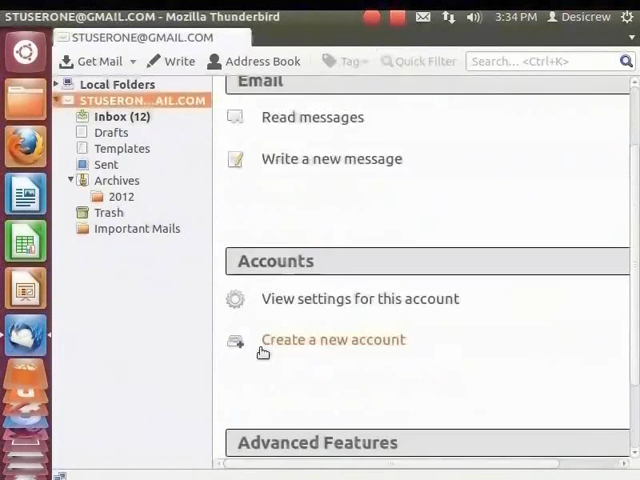 STUSERONE@GMAIL.COM - Mozilla Thunderbird
3:34 PM
Desicrew
STUSERONE@GMAIL.COM
Get Mail
Write
Address Book
Tag
Quick Filter
Search... <Ctrl+K>
Local Folders
STUSERON...AIL.COM
Inbox (12)
Drafts
Templates
Sent
Archives
2012
Trash
Important Mails
Email
Read messages
Write a new message
Accounts
View settings for this account
Create a new account
Advanced Features